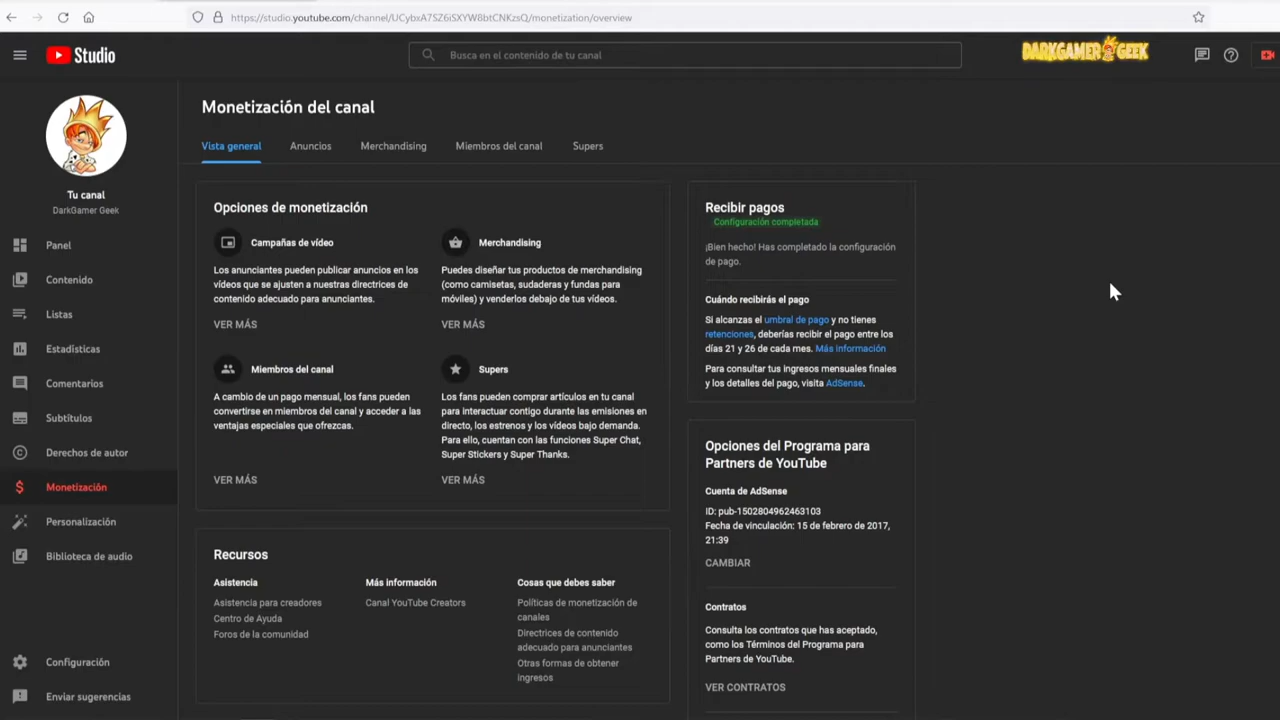 https://studio.youtube.com/channel/UCybxA7SZ6iSXYW8btCNKzsQ/monetization/overview
Studio
Busca en el contenido de tu canal
DARKGAMER GEEK
Tu canal
DarkGamer Geek
Panel
Contenido
Listas
Estadísticas
Comentarios
Subtítulos
Derechos de autor
Monetización
Personalización
Biblioteca de audio
Configuración
Enviar sugerencias
Monetización del canal
Vista general
Anuncios
Merchandising
Miembros del canal
Supers
Opciones de monetización
Campañas de vídeo
Los anunciantes pueden publicar anuncios en los
vídeos que se ajusten a nuestras directrices de
contenido adecuado para anunciantes.
VER MÁS
Merchandising
Puedes diseñar tus productos de merchandising
(como camisetas, sudaderas y fundas para
móviles) y venderlos debajo de tus vídeos.
VER MÁS
Miembros del canal
A cambio de un pago mensual, los fans pueden
convertirse en miembros del canal y acceder a las
ventajas especiales que ofrezcas.
VER MÁS
Supers
Los fans pueden comprar artículos en tu canal
para interactuar contigo durante las emisiones en
directo, los estrenos y los vídeos bajo demanda.
Para ello, cuentan con las funciones Super Chat,
Super Stickers y Super Thanks.
VER MÁS
Recursos
Asistencia
Asistencia para creadores
Centro de Ayuda
Foros de la comunidad
Más información
Canal YouTube Creators
Cosas que debes saber
Políticas de monetización de
canales
Directrices de contenido
adecuado para anunciantes
Otras formas de obtener
ingresos
Recibir pagos
Configuración completada
¡Bien hecho! Has completado la configuración
de pago.
Cuándo recibirás el pago
Si alcanzas el umbral de pago y no tienes
retenciones, deberías recibir el pago entre los
días 21 y 26 de cada mes. Más información
Para consultar tus ingresos mensuales finales
y los detalles del pago, visita AdSense.
Opciones del Programa para
Partners de YouTube
Cuenta de AdSense
ID: pub-1502804962463103
Fecha de vinculación: 15 de febrero de 2017,
21:39
CAMBIAR
Contratos
Consulta los contratos que has aceptado,
como los Términos del Programa para
Partners de YouTube.
VER CONTRATOS